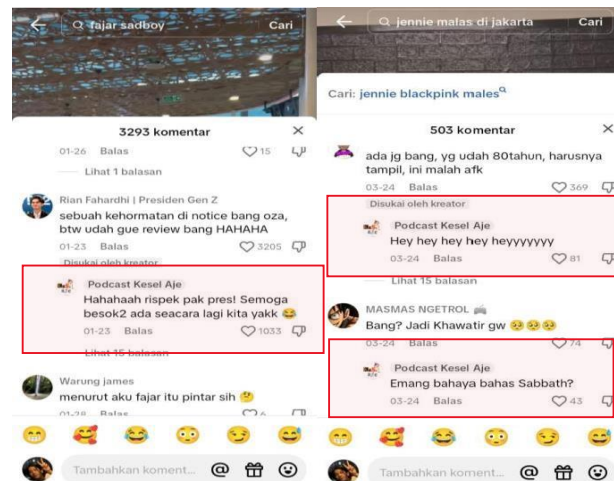 fajar sadboy Cari
3293 komentar
01-26 Balas 15
Lihat 1 balasan
Rian Fahardhi | Presiden Gen Z
sebuah kehormatan di notice bang oza,
btw udah gue review bang HAHAHA
01-23 Balas 3205
Disukai oleh kreator
Podcast Kesel Aje
Hahahaah rispek pak pres! Semoga
besok2 ada seacara lagi kita yakk 😂
01-23 Balas 1033
Lihat 15 balasan
Warung james
menurut aku fajar itu pintar sih 🤔
01-28 Balas 6
Tambahkan koment...
jennie malas di jakarta Cari
Cari: jennie blackpink males
503 komentar
ada jg bang, yg udah 80tahun, harusnya
tampil, ini malah afk
03-24 Balas 369
Disukai oleh kreator
Podcast Kesel Aje
Hey hey hey hey heyyyyyyy
03-24 Balas 81
Lihat 15 balasan
MASMAS NGETROL 🎮
Bang? Jadi Khawatir gw 🥺🥺🥺
03-24 Balas 74
Podcast Kesel Aje
Emang bahaya bahas Sabbath?
03-24 Balas 43
Tambahkan koment...